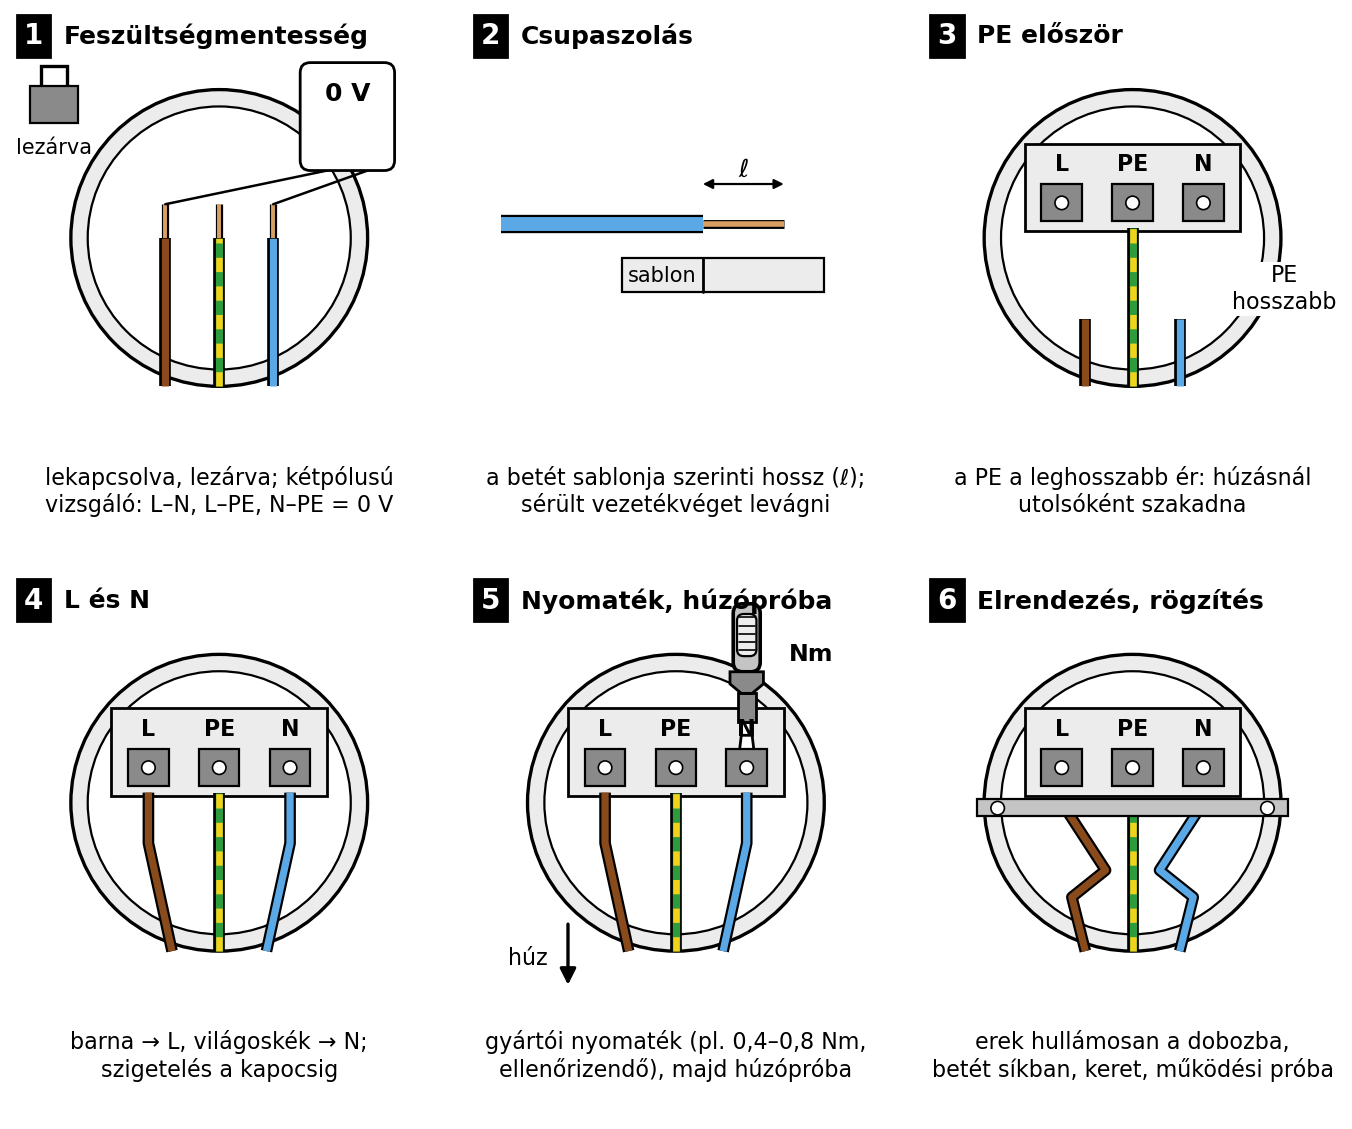 1 Feszültségmentesség
0 V
lezárva
lekapcsolva, lezárva; kétpólusú
vizsgáló: L–N, L–PE, N–PE = 0 V
2 Csupaszolás
ℓ
sablon
a betét sablonja szerinti hossz (ℓ);
sérült vezetékvéget levágni
3 PE először
L PE N
PE
hosszabb
a PE a leghosszabb ér: húzásnál
utolsóként szakadna
4 L és N
L PE N
barna → L, világoskék → N;
szigetelés a kapocsig
5 Nyomaték, húzópróba
Nm
L PE N
húz
gyártói nyomaték (pl. 0,4–0,8 Nm,
ellenőrizendő), majd húzópróba
6 Elrendezés, rögzítés
L PE N
erek hullámosan a dobozba,
betét síkban, keret, működési próba